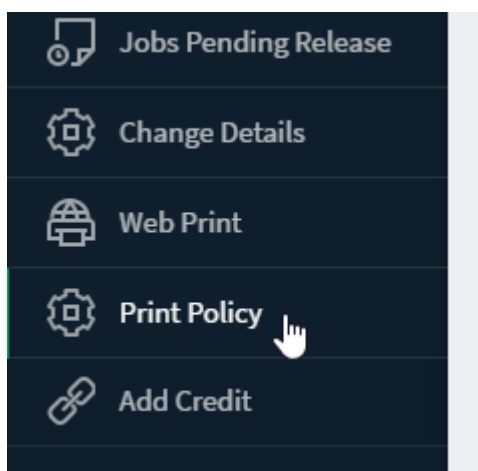 Jobs Pending Release
Change Details
Web Print
Print Policy
Add Credit